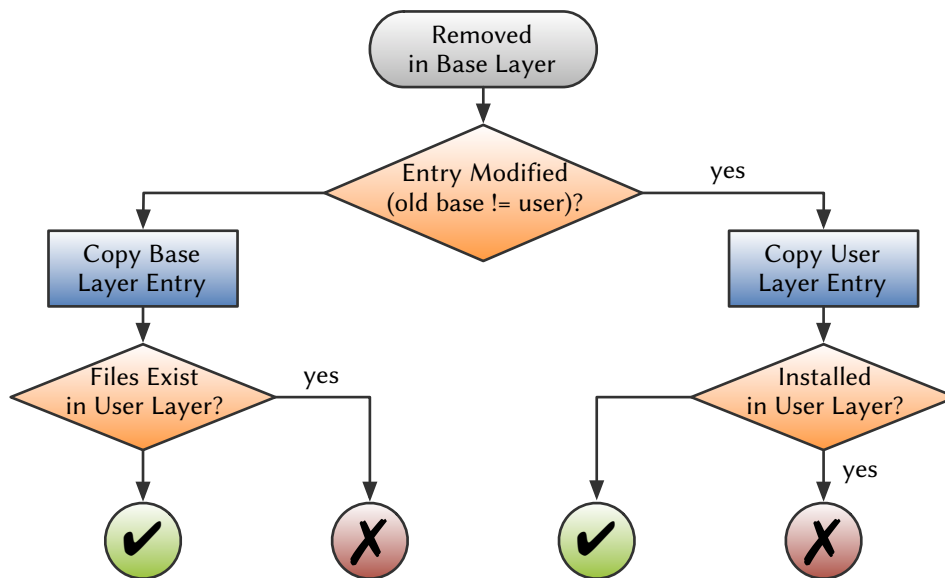 Removed
in Base Layer
Entry Modified
(old base != user)?
yes
Copy Base
Layer Entry
Copy User
Layer Entry
Files Exist
in User Layer?
yes
Installed
in User Layer?
yes
✔
✗
✔
✗